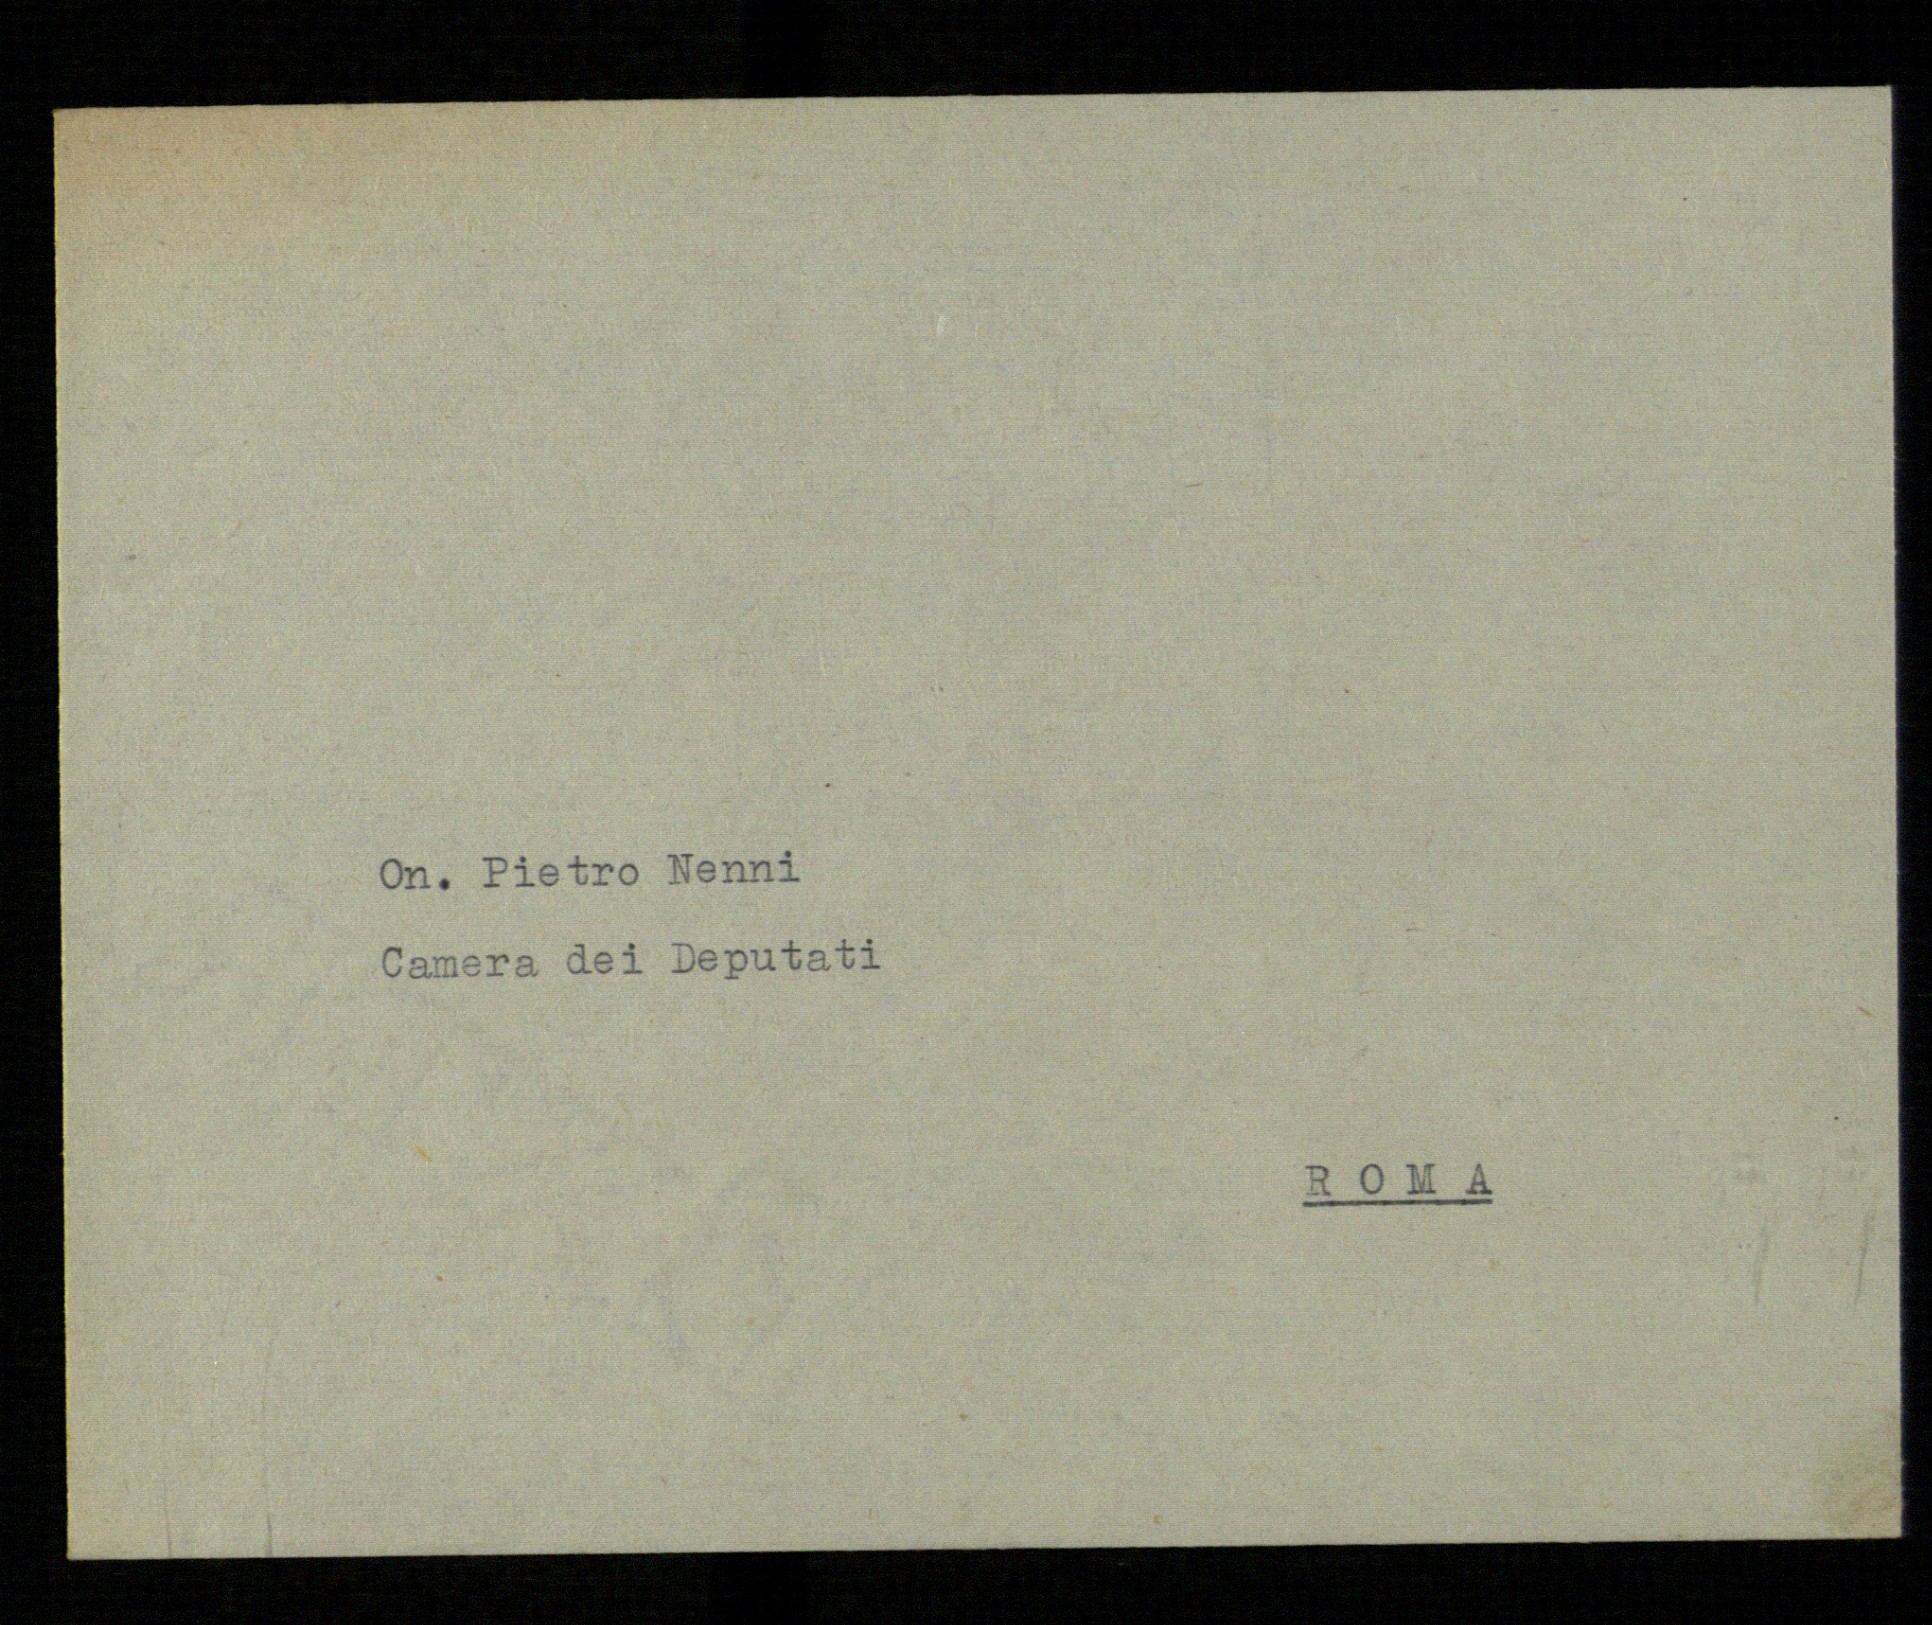 On. Pietro Nenni
Camera dei Deputati
R O M A